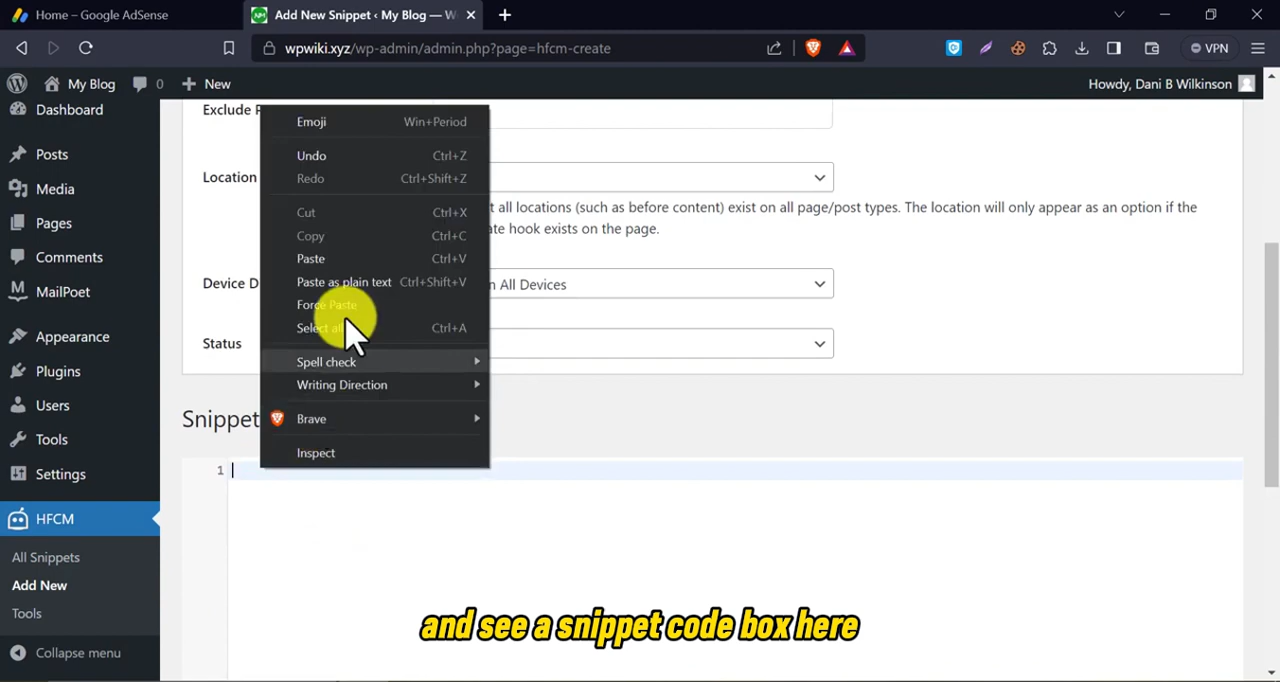 Home – Google AdSense
Add New Snippet ‹ My Blog — W
wpwiki.xyz/wp-admin/admin.php?page=hfcm-create
VPN
My Blog
0
New
Howdy, Dani B Wilkinson
Dashboard
Posts
Media
Pages
Comments
MailPoet
Appearance
Plugins
Users
Tools
Settings
HFCM
All Snippets
Add New
Tools
Collapse menu
Exclude P
Location
t all locations (such as before content) exist on all page/post types. The location will only appear as an option if the
te hook exists on the page.
Device D
n All Devices
Status
Snippet
1
Emoji Win+Period
Undo Ctrl+Z
Redo Ctrl+Shift+Z
Cut Ctrl+X
Copy Ctrl+C
Paste Ctrl+V
Paste as plain text Ctrl+Shift+V
Force Paste
Select all Ctrl+A
Spell check
Writing Direction
Brave
Inspect
and see a snippet code box here